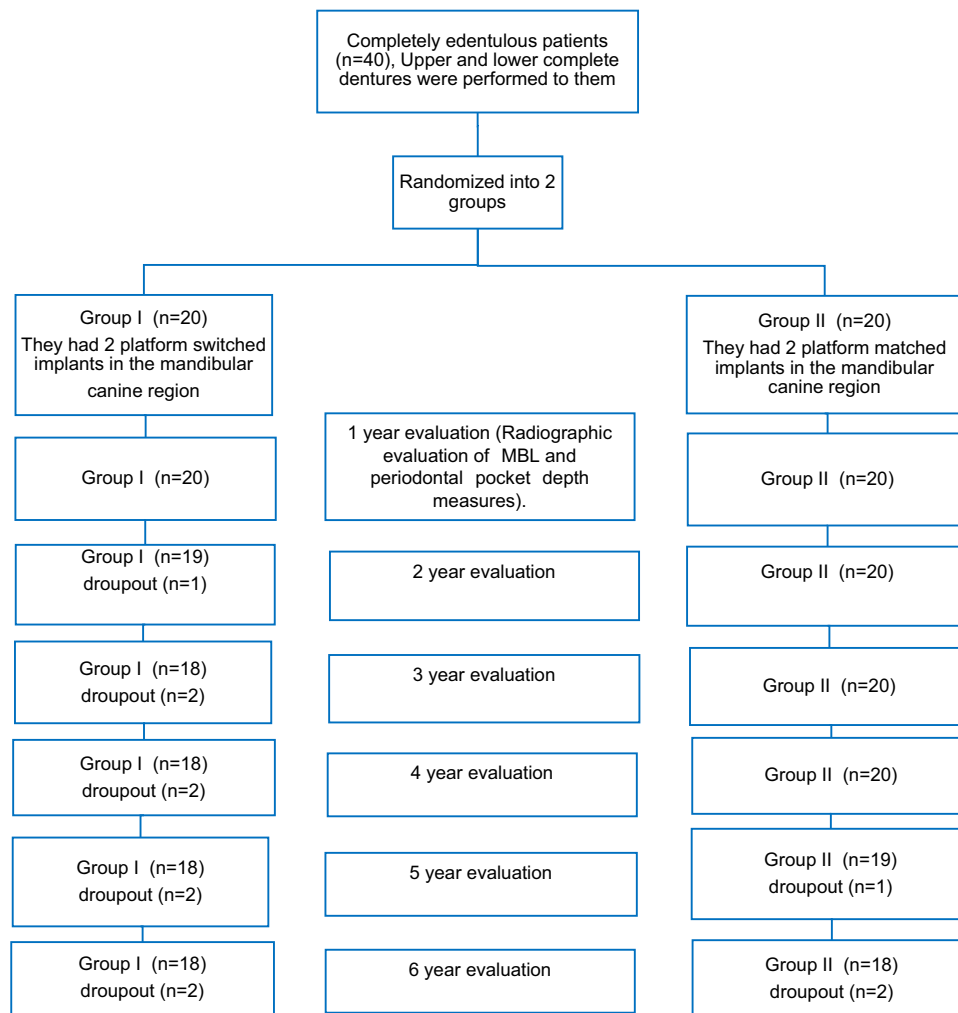 Completely edentulous patients
(n=40), Upper and lower complete
dentures were performed to them
Randomized into 2
groups
Group I (n=20)
They had 2 platform switched
implants in the mandibular
canine region
Group II (n=20)
They had 2 platform matched
implants in the mandibular
canine region
Group I (n=20)
1 year evaluation (Radiographic
evaluation of MBL and
periodontal pocket depth
measures).
Group II (n=20)
Group I (n=19)
droupout (n=1)
2 year evaluation
Group II (n=20)
Group I (n=18)
droupout (n=2)
3 year evaluation
Group II (n=20)
Group I (n=18)
droupout (n=2)
4 year evaluation
Group II (n=20)
Group I (n=18)
droupout (n=2)
5 year evaluation
Group II (n=19)
droupout (n=1)
Group I (n=18)
droupout (n=2)
6 year evaluation
Group II (n=18)
droupout (n=2)